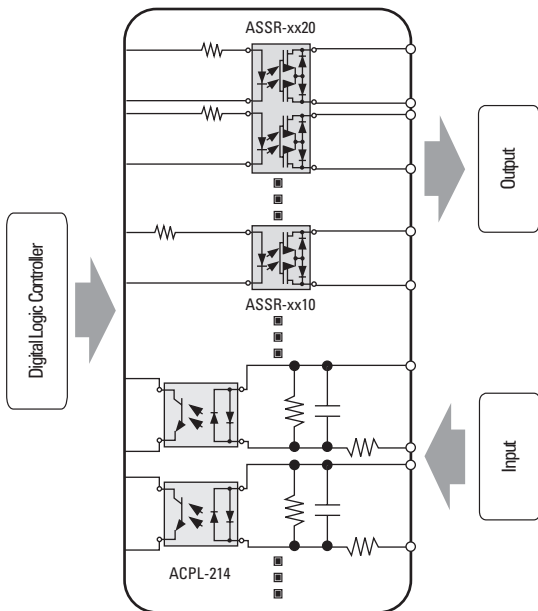 ASSR-xx20
Output
Digital Logic Controller
ASSR-xx10
Input
ACPL-214